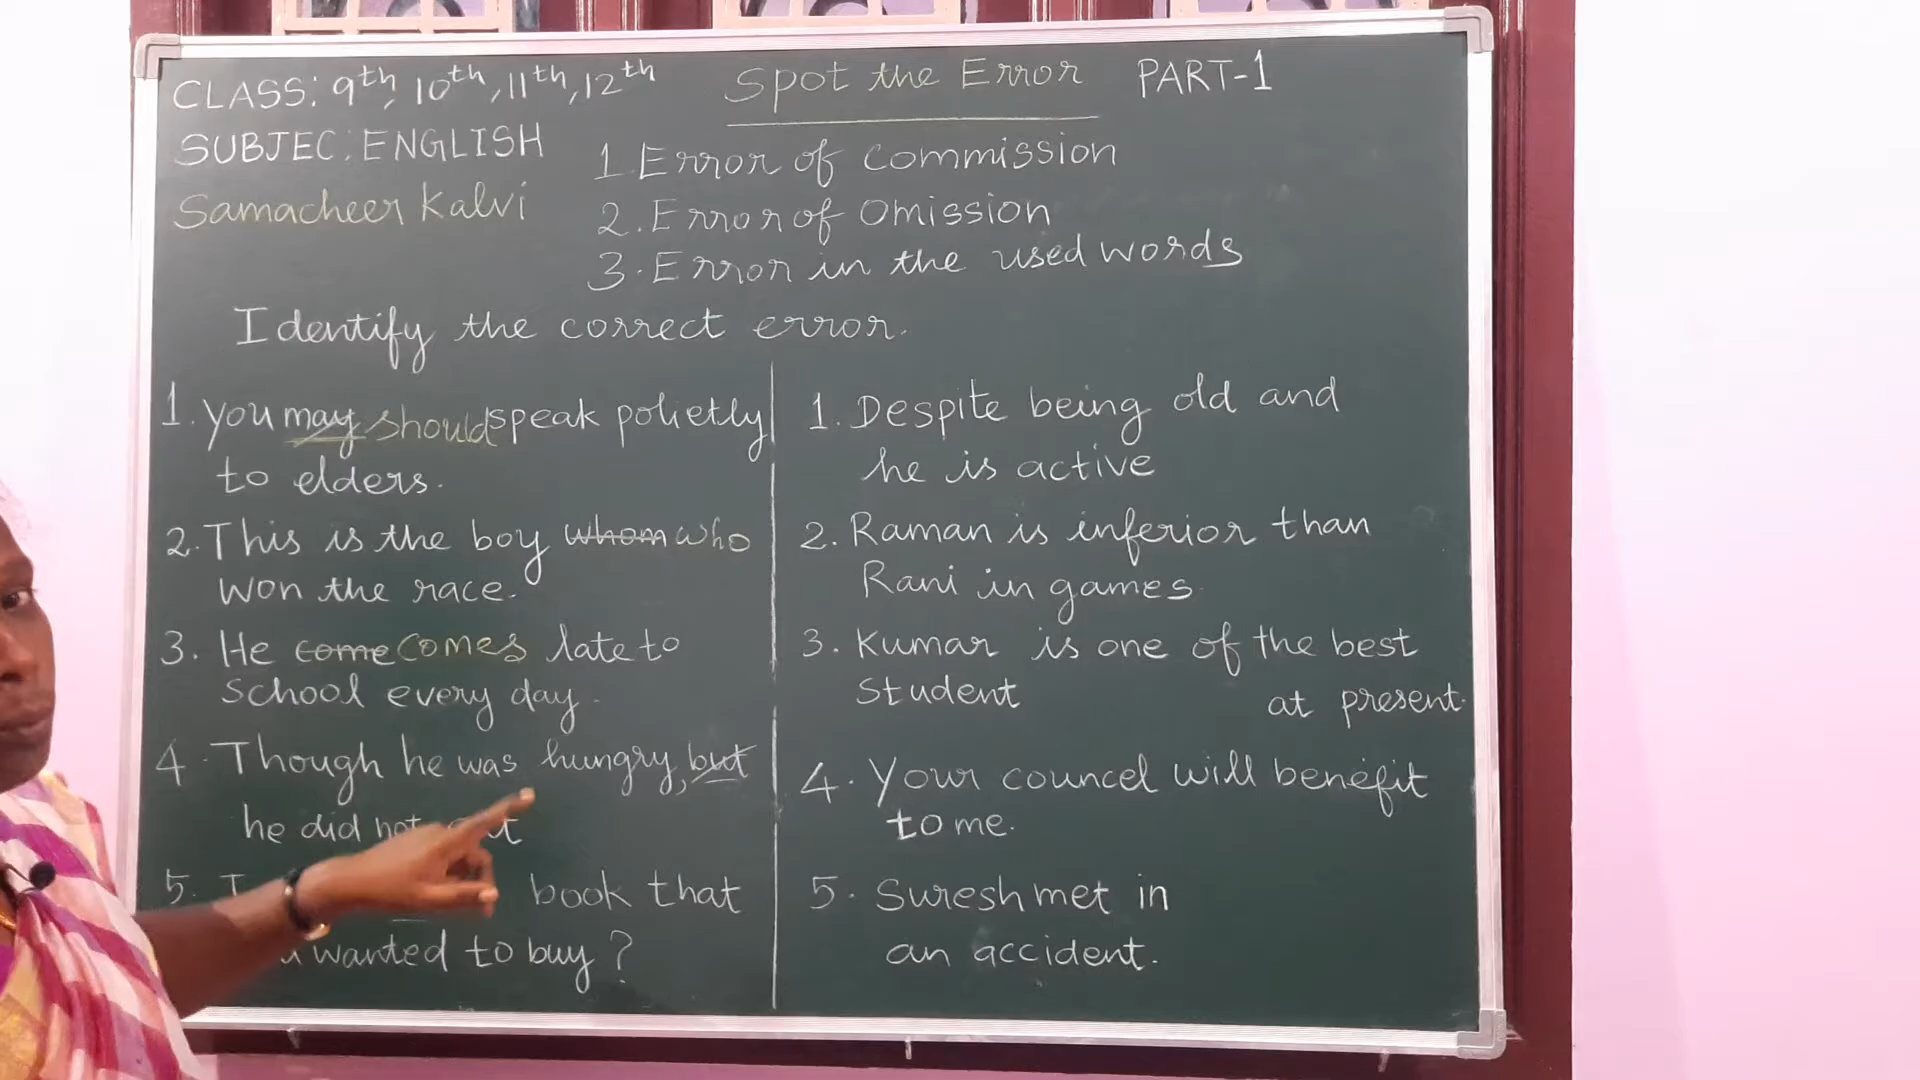 CLASS: 9th, 10th, 11th, 12th
SUBJEC: ENGLISH
Samacheer Kalvi
Spot the Error PART-1
1. Error of Commission
2. Error of Omission
3. Error in the used words
Identify the correct error.
1. You may should speak polietly
to elders.
2. This is the boy whom who
won the race.
3. He come comes late to
school every day.
4. Though he was hungry, but
he did not
5. book that
wanted to buy?
1. Despite being old and
he is active
2. Raman is inferior than
Rani in games
3. Kumar is one of the best
student at present.
4. Your councel will benefit
to me.
5. Suresh met in
an accident.